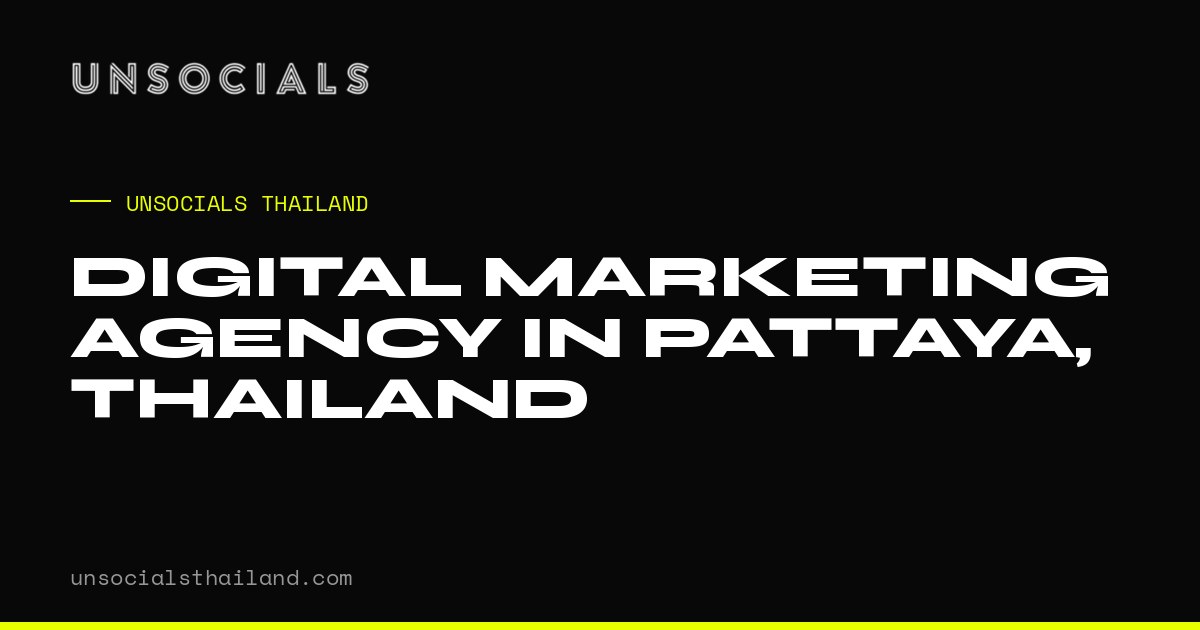 UNSOCIALS
UNSOCIALS THAILAND
DIGITAL MARKETING
AGENCY IN PATTAYA,
THAILAND
unsocialsthailand.com